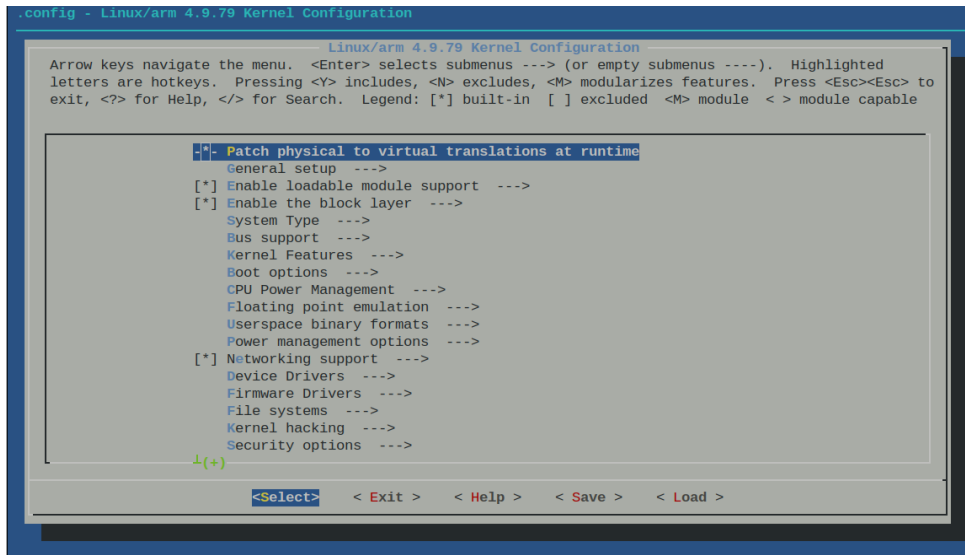 .config - Linux/arm 4.9.79 Kernel Configuration
Linux/arm 4.9.79 Kernel Configuration
Arrow keys navigate the menu.  <Enter> selects submenus ---> (or empty submenus ----).  Highlighted
letters are hotkeys.  Pressing <Y> includes, <N> excludes, <M> modularizes features.  Press <Esc><Esc> to
exit, <?> for Help, </> for Search.  Legend: [*] built-in  [ ] excluded  <M> module  < > module capable
-*- Patch physical to virtual translations at runtime
General setup  --->
[*] Enable loadable module support  --->
[*] Enable the block layer  --->
System Type  --->
Bus support  --->
Kernel Features  --->
Boot options  --->
CPU Power Management  --->
Floating point emulation  --->
Userspace binary formats  --->
Power management options  --->
[*] Networking support  --->
Device Drivers  --->
Firmware Drivers  --->
File systems  --->
Kernel hacking  --->
Security options  --->
┴(+)
<Select>    < Exit >    < Help >    < Save >    < Load >